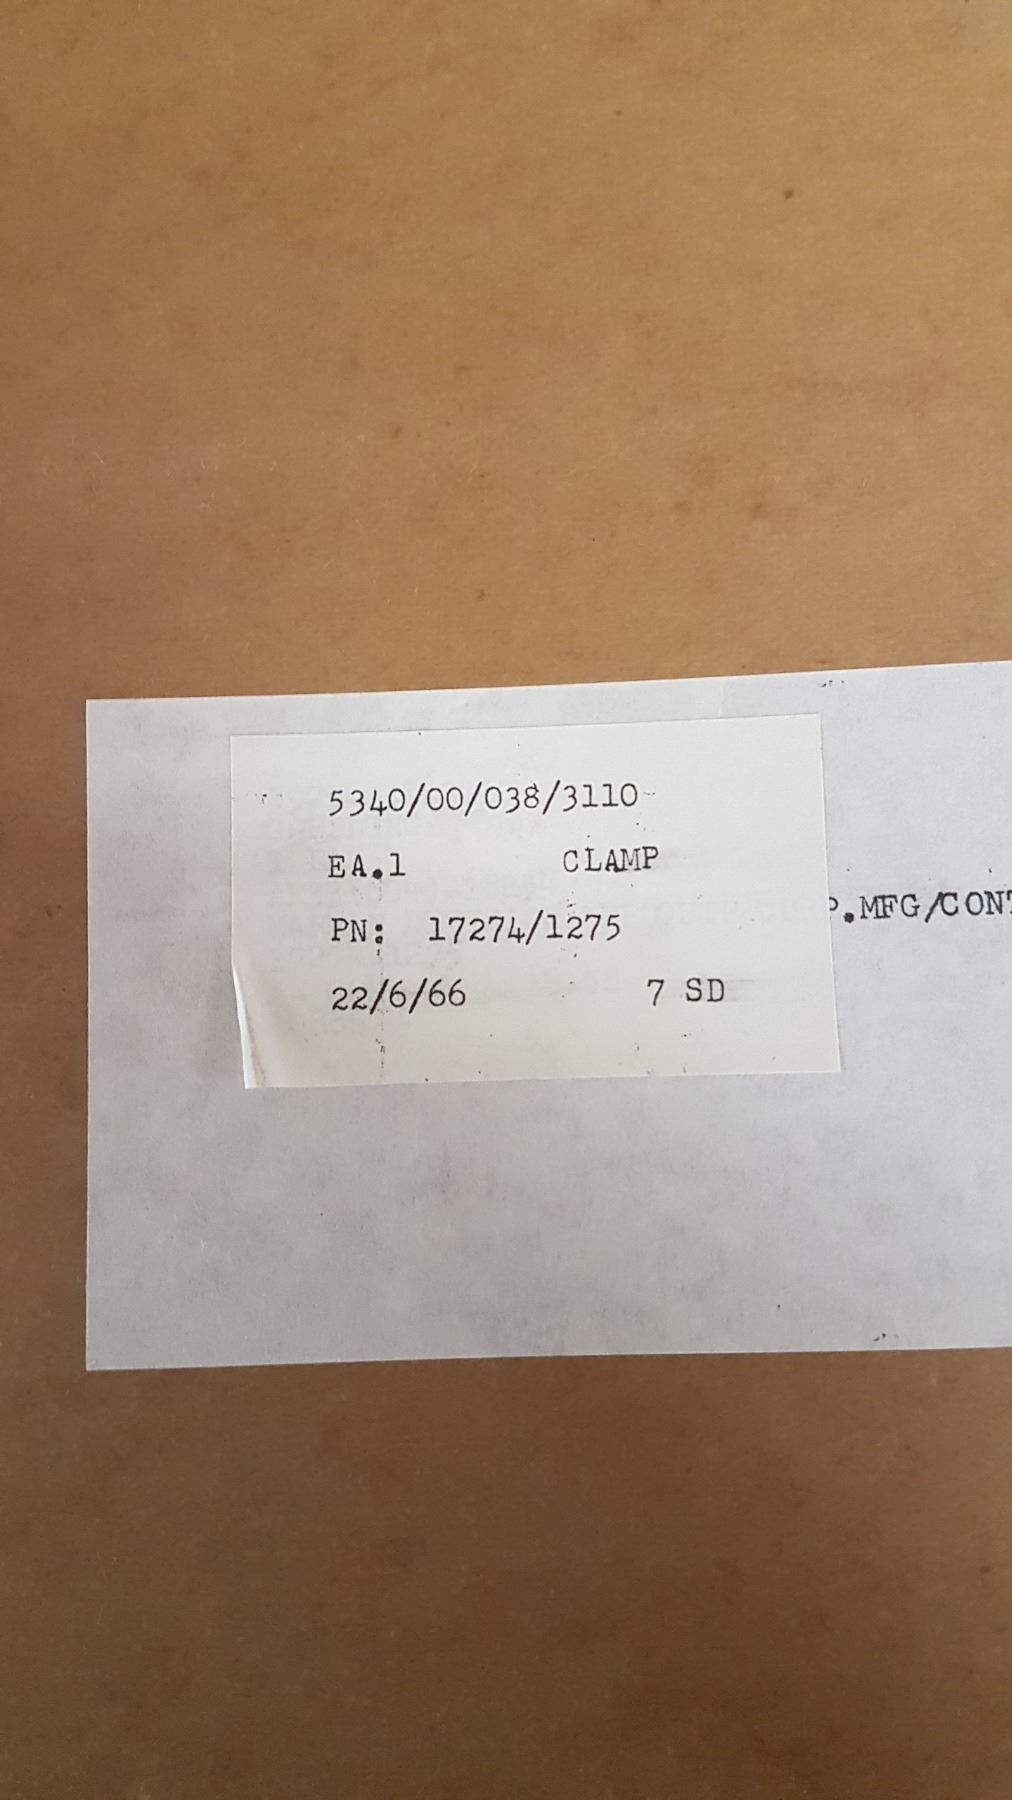 5340/00/038/3110
EA.1 CLAMP
PN: 17274/1275
22/6/66 7 SD
.MFG/CONT